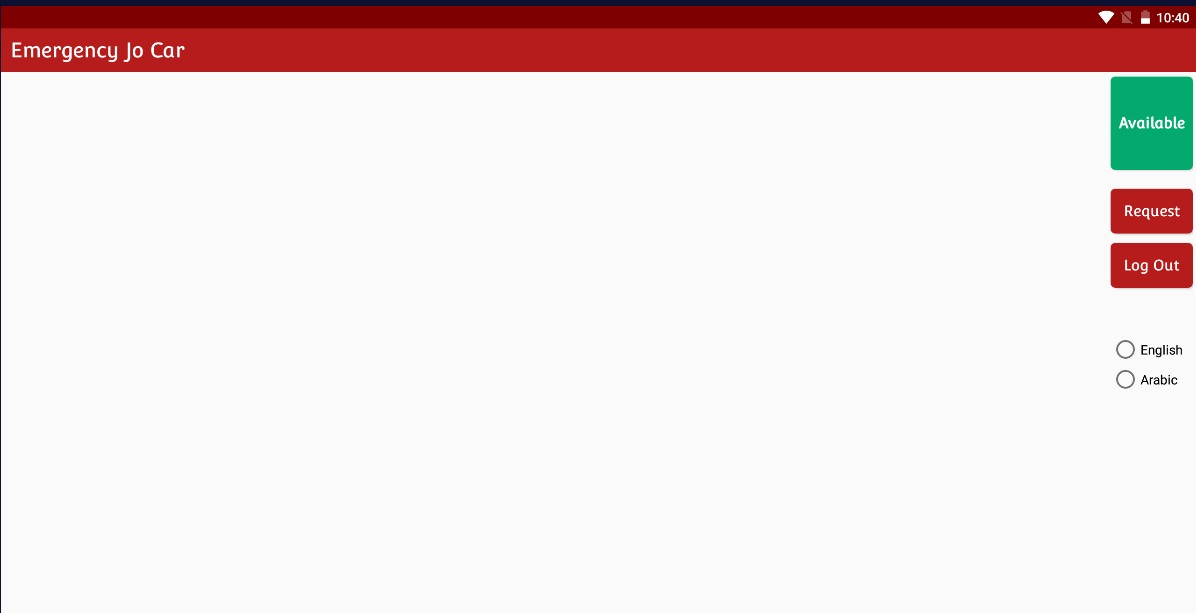 10:40
Emergency Jo Car
Available
Request
Log Out
English
Arabic